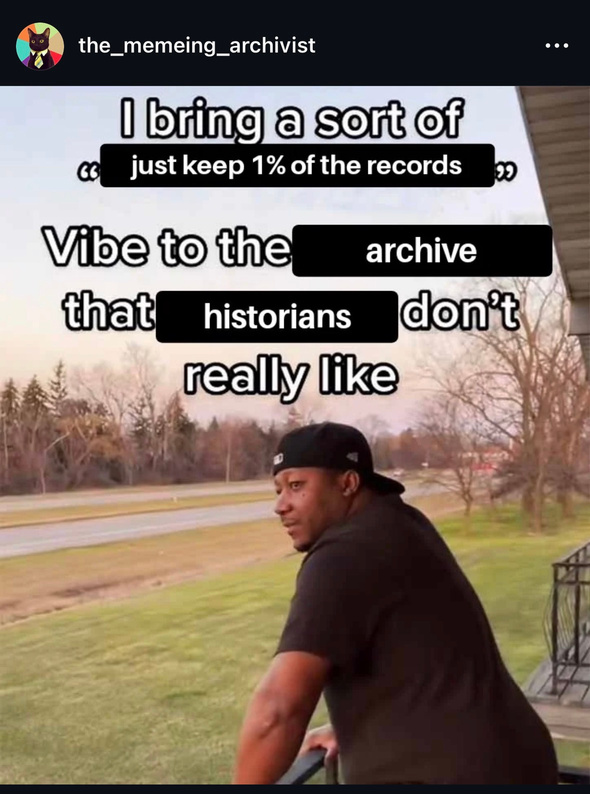 the_memeing_archivist
I bring a sort of
“just keep 1% of the records”
Vibe to the archive
that historians don’t
really like